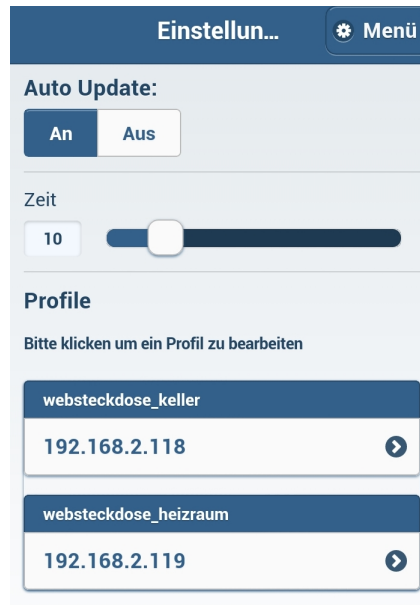 Einstellun...
Menü
Auto Update:
An
Aus
Zeit
10
Profile
Bitte klicken um ein Profil zu bearbeiten
websteckdose_keller
192.168.2.118
websteckdose_heizraum
192.168.2.119